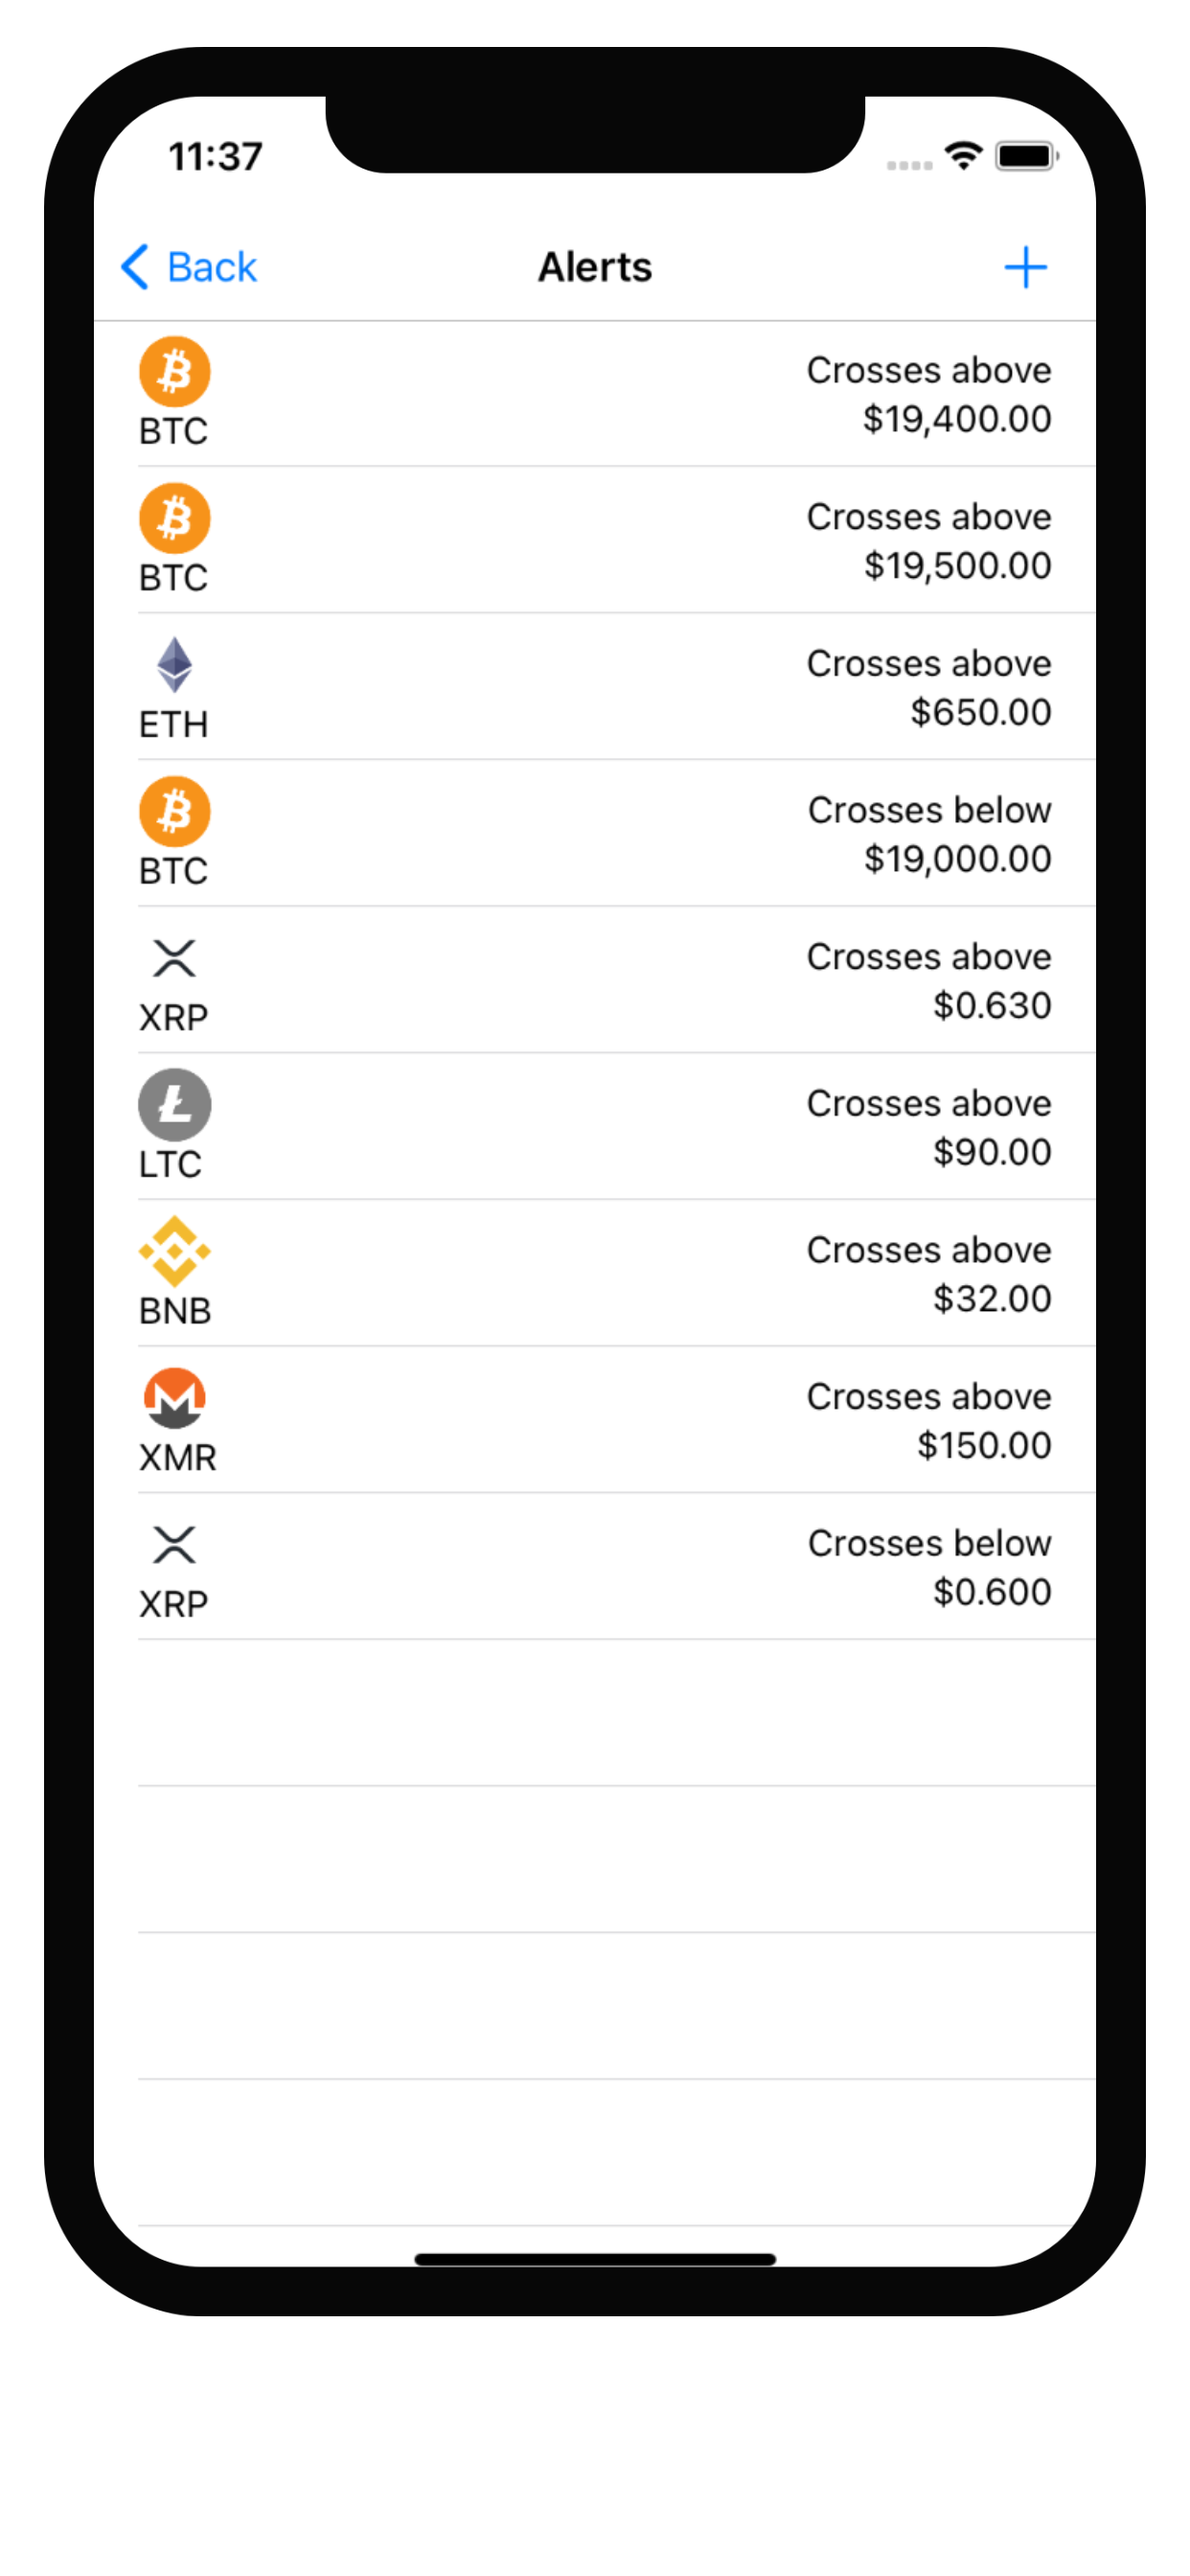 11:37
Back
Alerts
BTC
Crosses above
$19,400.00
BTC
Crosses above
$19,500.00
ETH
Crosses above
$650.00
BTC
Crosses below
$19,000.00
XRP
Crosses above
$0.630
LTC
Crosses above
$90.00
BNB
Crosses above
$32.00
XMR
Crosses above
$150.00
XRP
Crosses below
$0.600